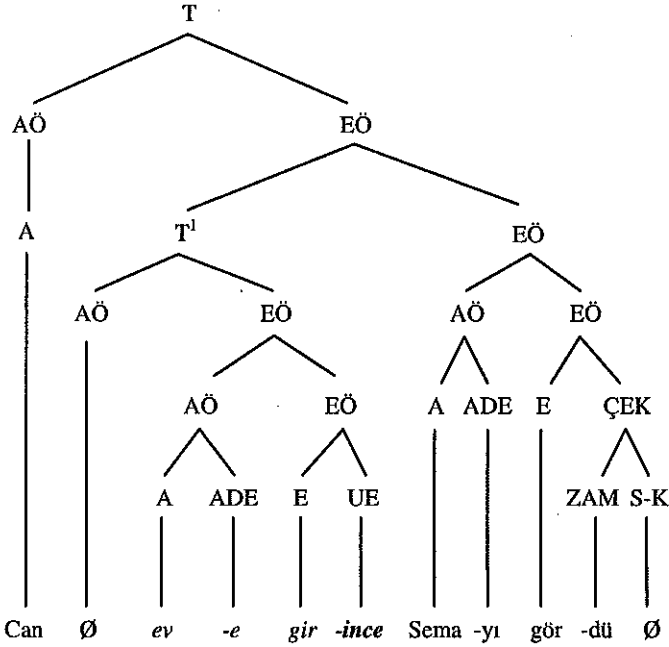 T
AÖ EÖ
A T¹ EÖ
AÖ EÖ AÖ EÖ
AÖ EÖ A ADE E ÇEK
A ADE E UE ZAM S-K
Can Ø ev -e gir -ince Sema -yı gör -dü Ø